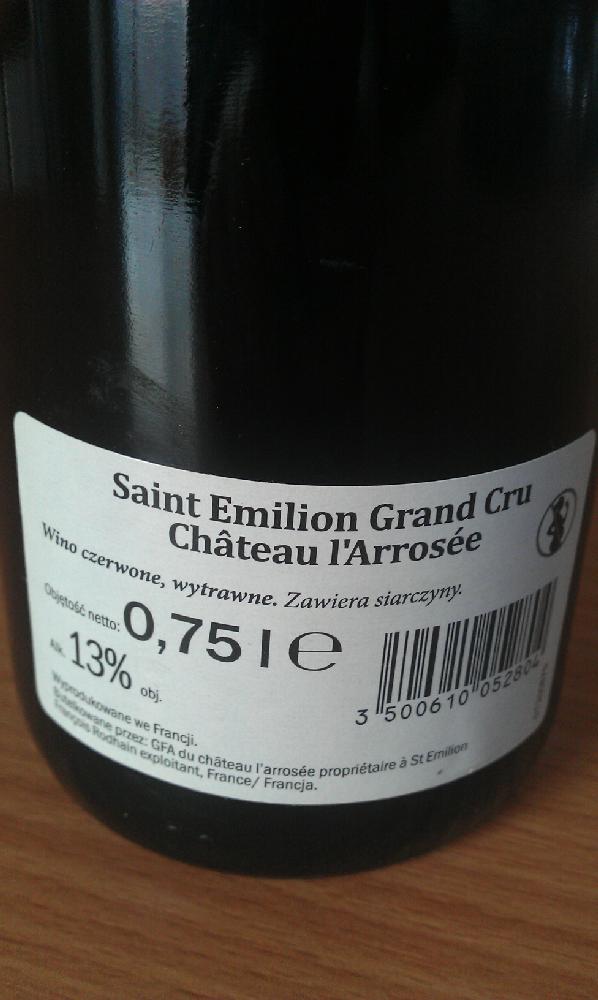 Saint Emilion Grand Cru
Château l'Arrosée
Wino czerwone, wytrawne. Zawiera siarczyny.
Objętość netto: 0,75 l e
Alk. 13% obj.
3 500610 052804
Wyprodukowane we Francji.
Butelkowane przez: GFA du château l'arrosée propriétaire à St Emilion
François Rodhain exploitant, France/ Francja.